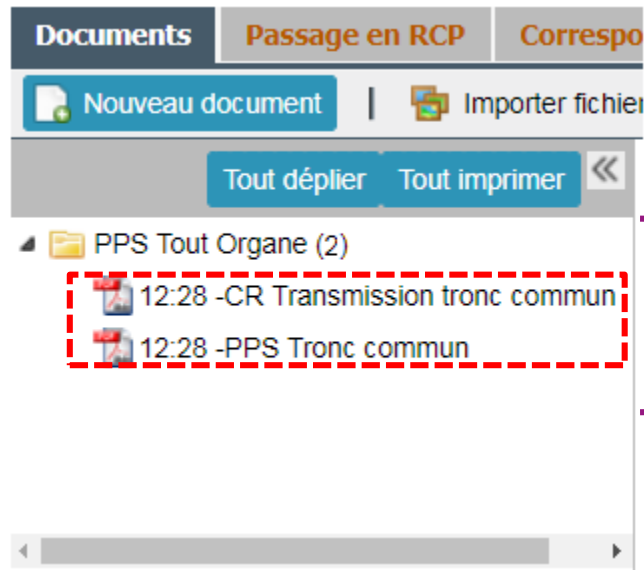 Documents Passage en RCP Correspo
Nouveau document | Importer fichier
Tout déplier Tout imprimer
PPS Tout Organe (2)
12:28 -CR Transmission tronc commun
12:28 -PPS Tronc commun